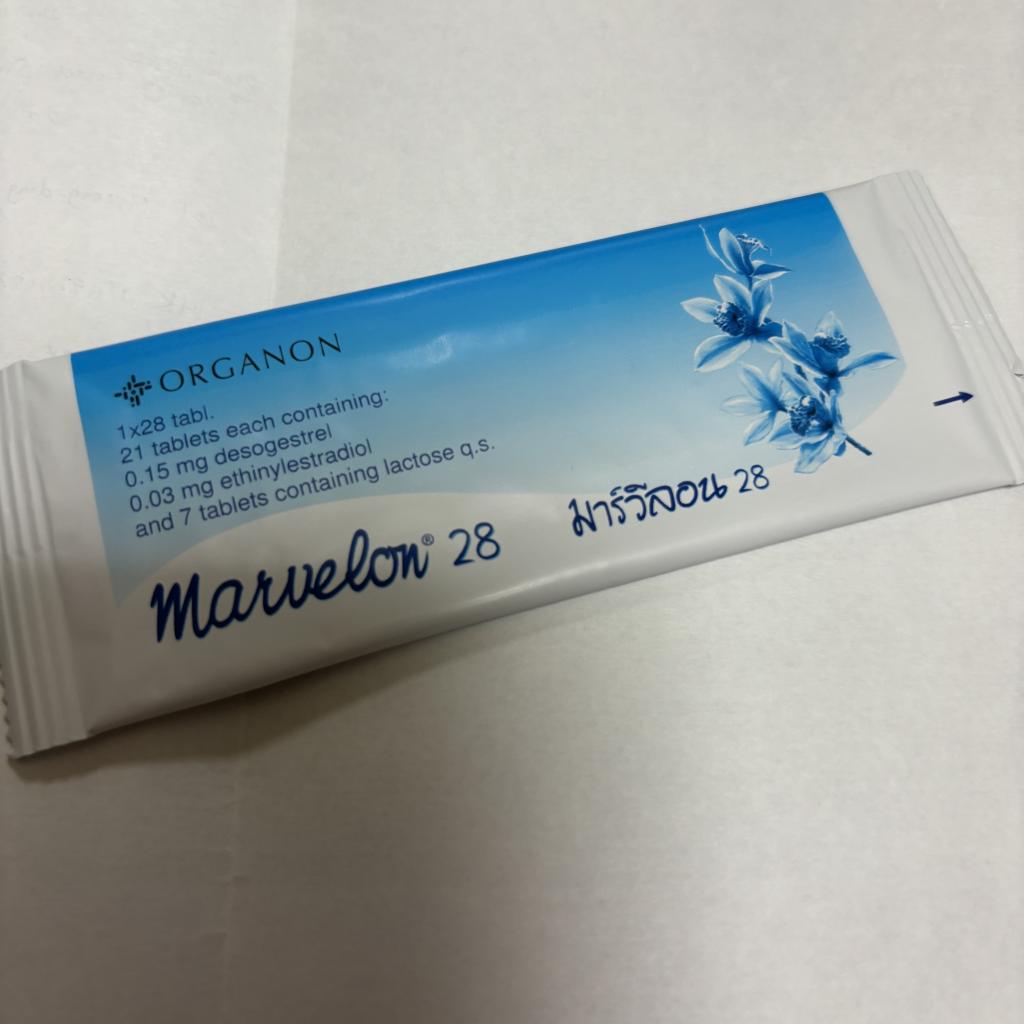 ORGANON
1x28 tabl.
21 tablets each containing:
0.15 mg desogestrel
0.03 mg ethinylestradiol
and 7 tablets containing lactose q.s.
Marvelon® 28
มาร์วีลอน 28